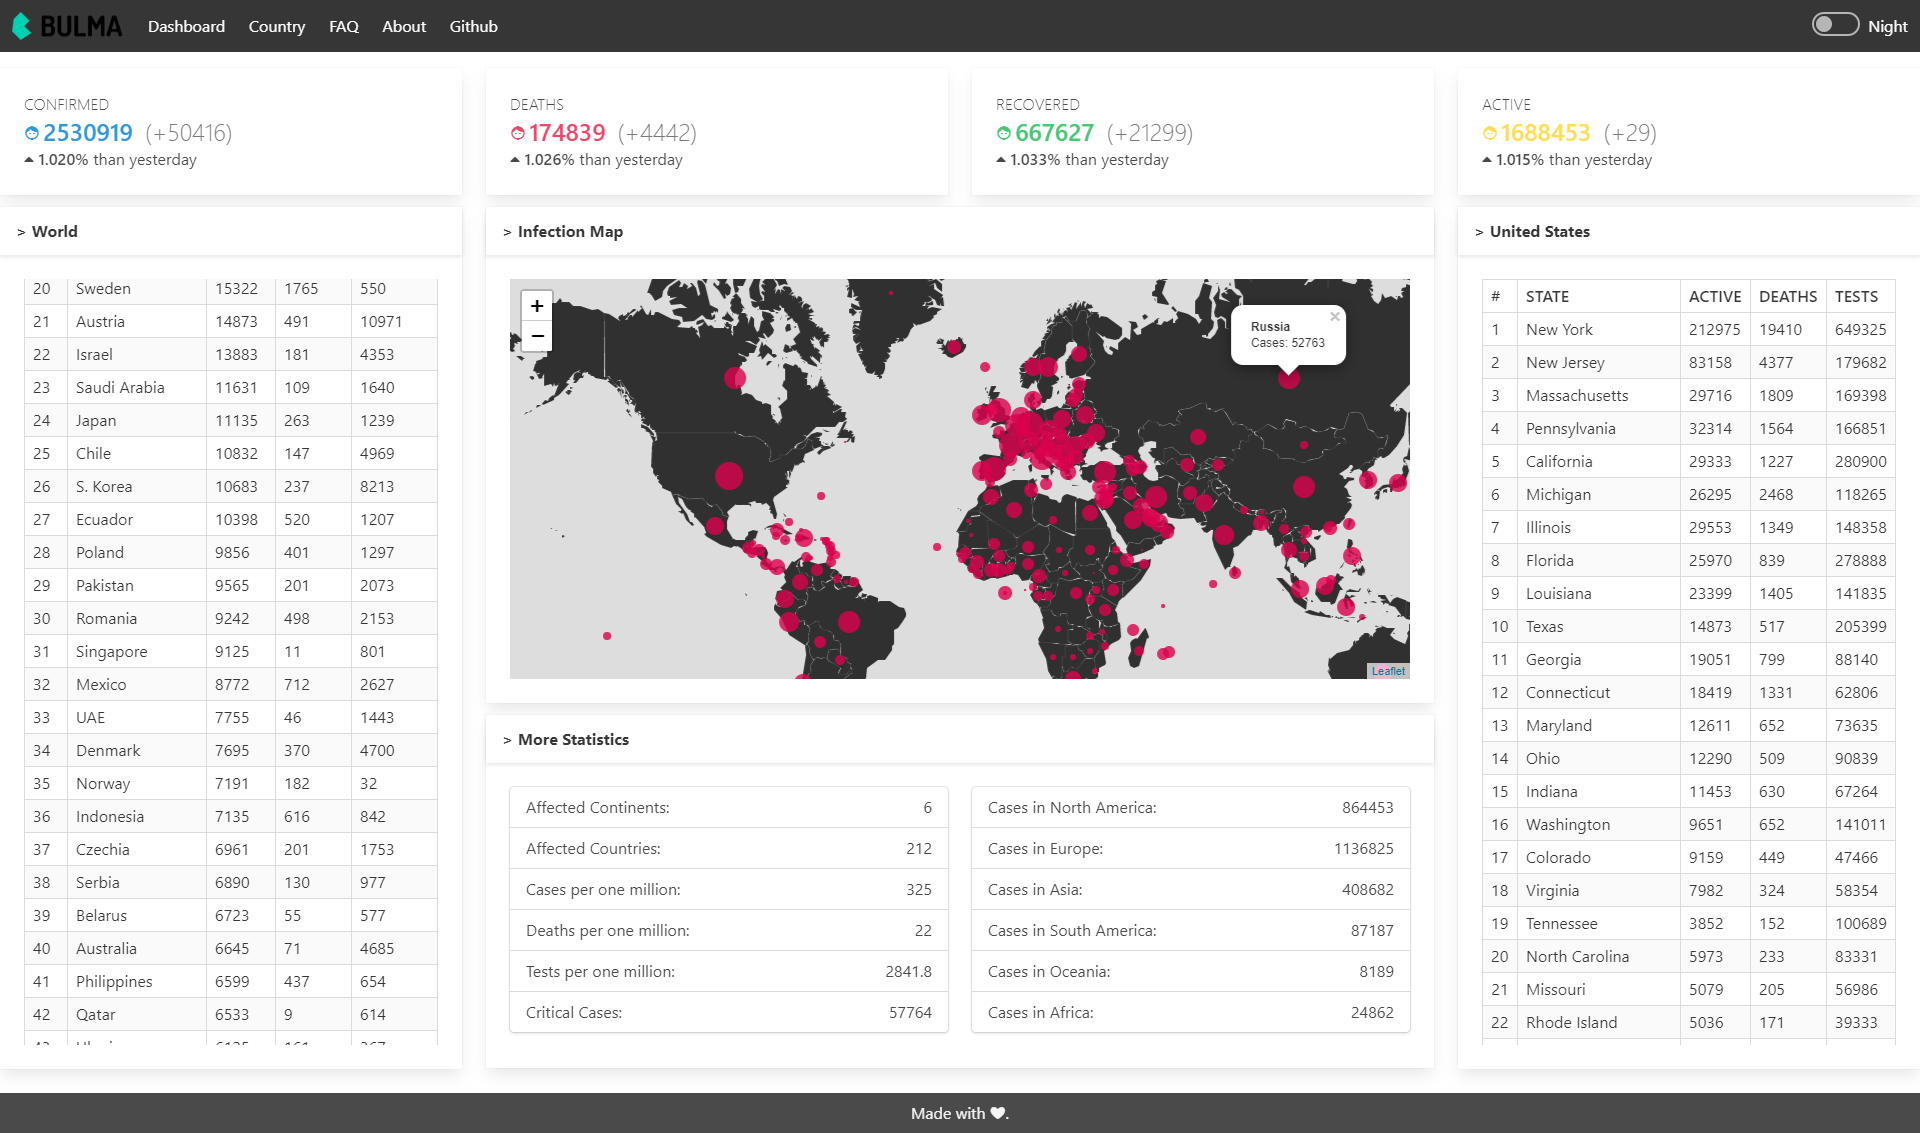 BULMA Dashboard Country FAQ About Github Night
CONFIRMED
2530919 (+50416)
1.020% than yesterday
DEATHS
174839 (+4442)
1.026% than yesterday
RECOVERED
667627 (+21299)
1.033% than yesterday
ACTIVE
1688453 (+29)
1.015% than yesterday
> World
20 Sweden 15322 1765 550
21 Austria 14873 491 10971
22 Israel 13883 181 4353
23 Saudi Arabia 11631 109 1640
24 Japan 11135 263 1239
25 Chile 10832 147 4969
26 S. Korea 10683 237 8213
27 Ecuador 10398 520 1207
28 Poland 9856 401 1297
29 Pakistan 9565 201 2073
30 Romania 9242 498 2153
31 Singapore 9125 11 801
32 Mexico 8772 712 2627
33 UAE 7755 46 1443
34 Denmark 7695 370 4700
35 Norway 7191 182 32
36 Indonesia 7135 616 842
37 Czechia 6961 201 1753
38 Serbia 6890 130 977
39 Belarus 6723 55 577
40 Australia 6645 71 4685
41 Philippines 6599 437 654
42 Qatar 6533 9 614
> Infection Map
+
−
Russia ×
Cases: 52763
Leaflet
> More Statistics
Affected Continents: 6
Affected Countries: 212
Cases per one million: 325
Deaths per one million: 22
Tests per one million: 2841.8
Critical Cases: 57764
Cases in North America: 864453
Cases in Europe: 1136825
Cases in Asia: 408682
Cases in South America: 87187
Cases in Oceania: 8189
Cases in Africa: 24862
> United States
# STATE ACTIVE DEATHS TESTS
1 New York 212975 19410 649325
2 New Jersey 83158 4377 179682
3 Massachusetts 29716 1809 169398
4 Pennsylvania 32314 1564 166851
5 California 29333 1227 280900
6 Michigan 26295 2468 118265
7 Illinois 29553 1349 148358
8 Florida 25970 839 278888
9 Louisiana 23399 1405 141835
10 Texas 14873 517 205399
11 Georgia 19051 799 88140
12 Connecticut 18419 1331 62806
13 Maryland 12611 652 73635
14 Ohio 12290 509 90839
15 Indiana 11453 630 67264
16 Washington 9651 652 141011
17 Colorado 9159 449 47466
18 Virginia 7982 324 58354
19 Tennessee 3852 152 100689
20 North Carolina 5973 233 83331
21 Missouri 5079 205 56986
22 Rhode Island 5036 171 39333
Made with ♥.